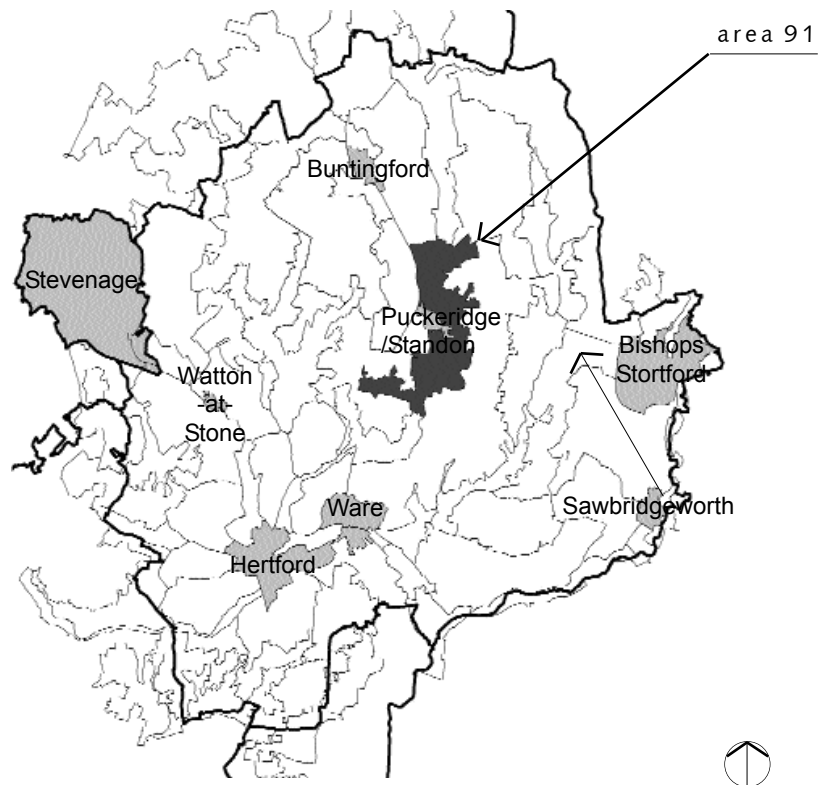 area 91
Buntingford
Stevenage
Puckeridge
/Standon
Bishops
Stortford
Watton
-at-
Stone
Sawbridgeworth
Ware
Hertford